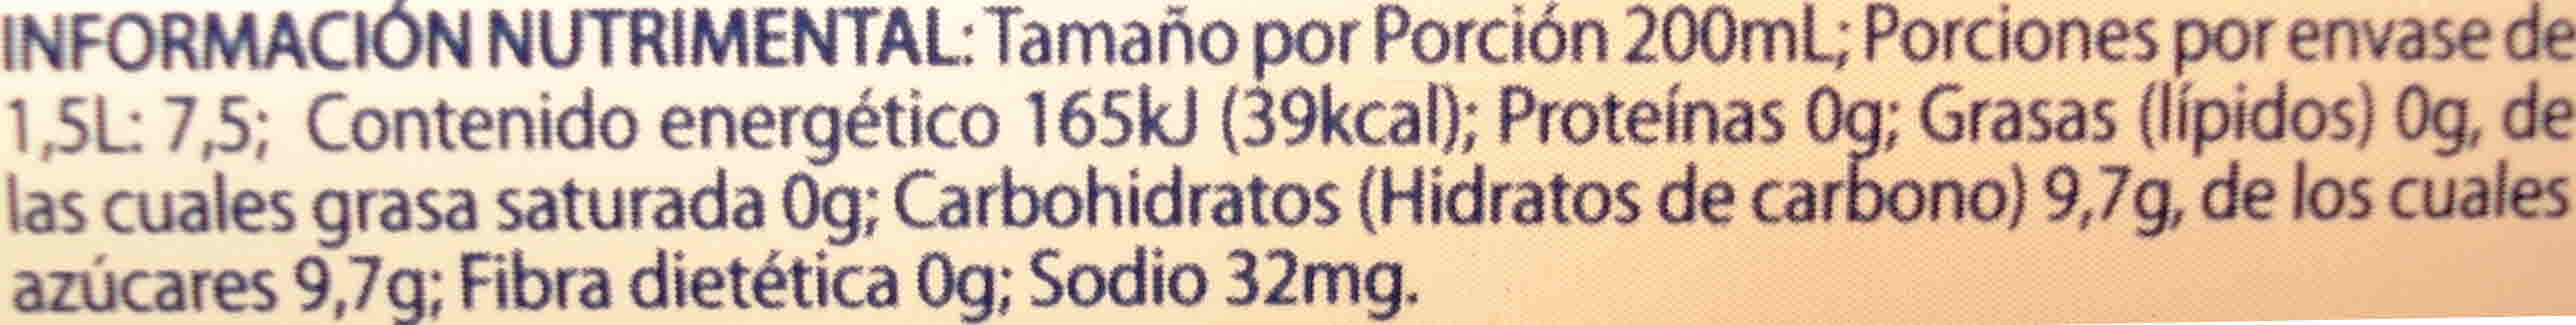 INFORMACIÓN NUTRIMENTAL: Tamaño por Porción 200mL; Porciones por envase de
1,5L: 7,5; Contenido energético 165kJ (39kcal); Proteínas 0g; Grasas (lípidos) 0g, de
las cuales grasa saturada 0g; Carbohidratos (Hidratos de carbono) 9,7g, de los cuales
azúcares 9,7g; Fibra dietética 0g; Sodio 32mg.